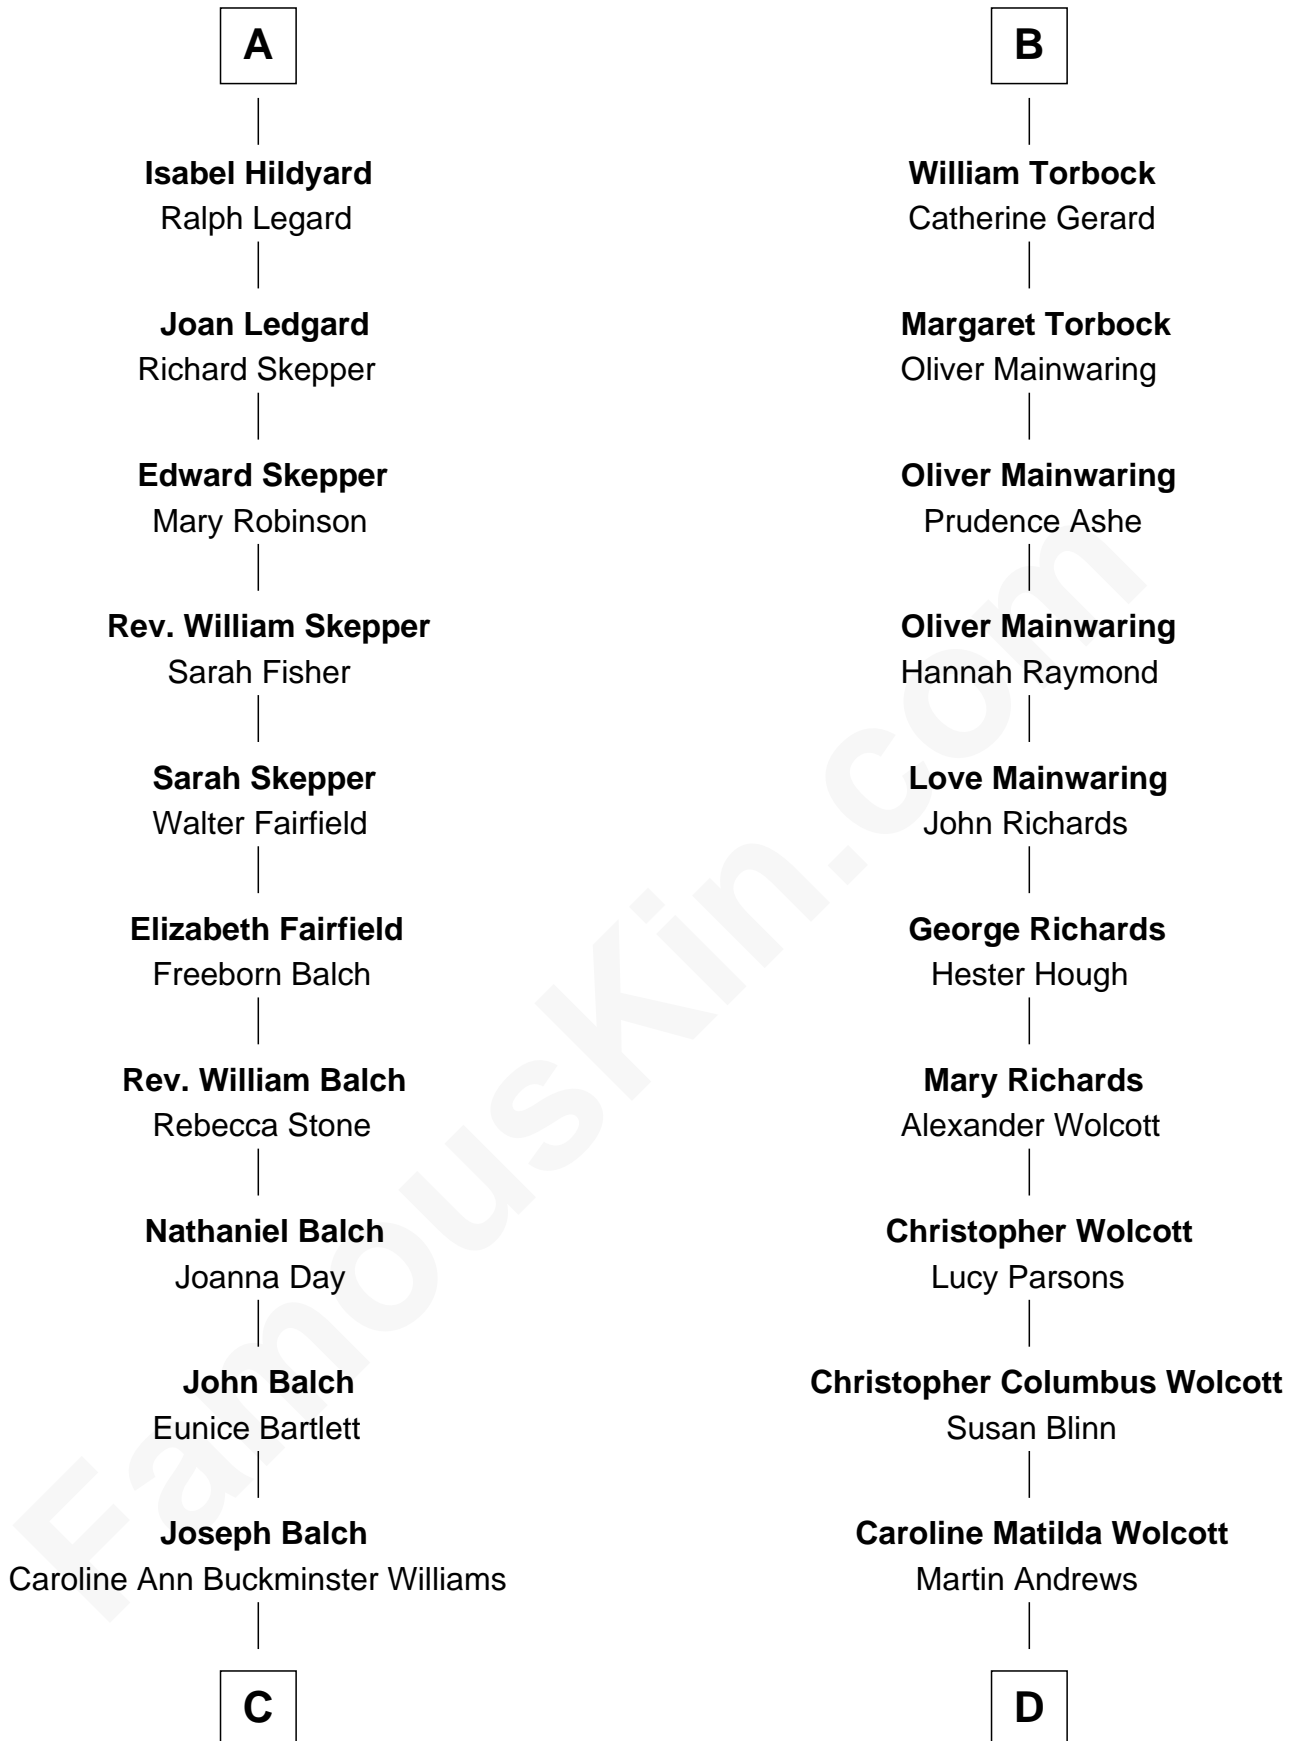 A
Isabel Hildyard
Ralph Legard
Joan Ledgard
Richard Skepper
Edward Skepper
Mary Robinson
Rev. William Skepper
Sarah Fisher
Sarah Skepper
Walter Fairfield
Elizabeth Fairfield
Freeborn Balch
Rev. William Balch
Rebecca Stone
Nathaniel Balch
Joanna Day
John Balch
Eunice Bartlett
Joseph Balch
Caroline Ann Buckminster Williams
C
B
William Torbock
Catherine Gerard
Margaret Torbock
Oliver Mainwaring
Oliver Mainwaring
Prudence Ashe
Oliver Mainwaring
Hannah Raymond
Love Mainwaring
John Richards
George Richards
Hester Hough
Mary Richards
Alexander Wolcott
Christopher Wolcott
Lucy Parsons
Christopher Columbus Wolcott
Susan Blinn
Caroline Matilda Wolcott
Martin Andrews
D
FamousKin.com